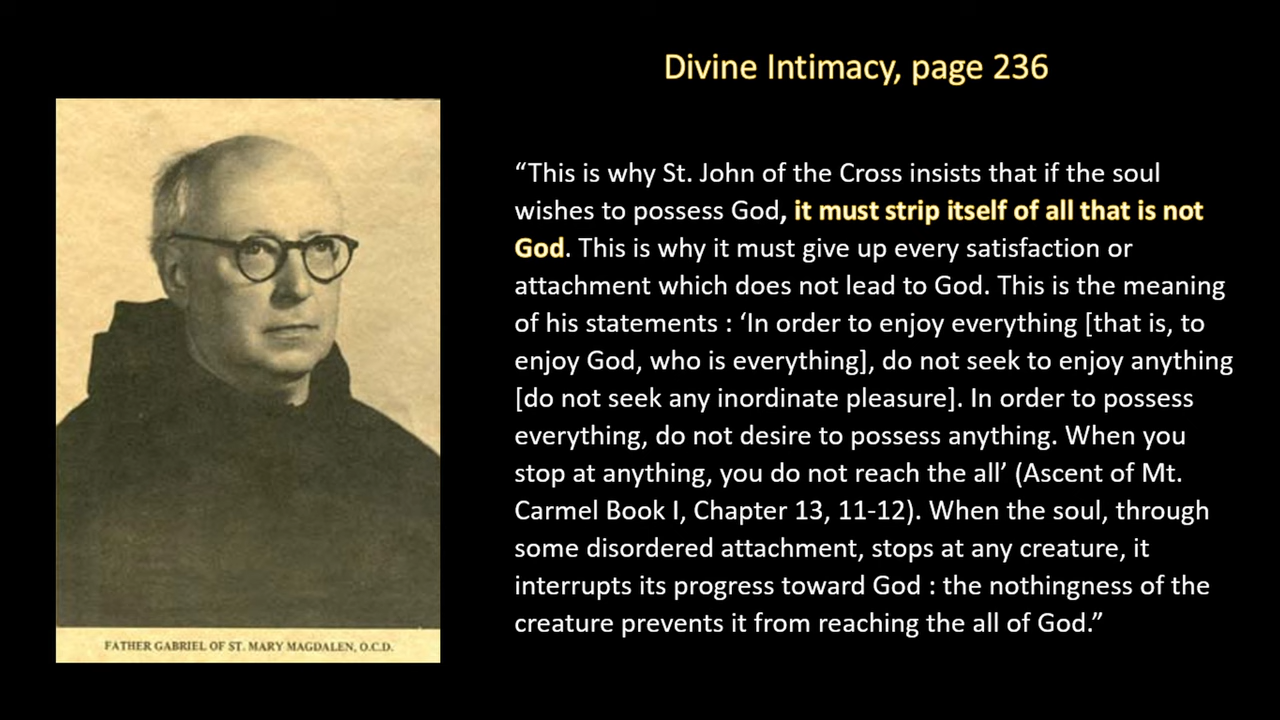 Divine Intimacy, page 236
“This is why St. John of the Cross insists that if the soul
wishes to possess God, it must strip itself of all that is not
God. This is why it must give up every satisfaction or
attachment which does not lead to God. This is the meaning
of his statements : ‘In order to enjoy everything [that is, to
enjoy God, who is everything], do not seek to enjoy anything
[do not seek any inordinate pleasure]. In order to possess
everything, do not desire to possess anything. When you
stop at anything, you do not reach the all’ (Ascent of Mt.
Carmel Book I, Chapter 13, 11-12). When the soul, through
some disordered attachment, stops at any creature, it
interrupts its progress toward God : the nothingness of the
creature prevents it from reaching the all of God.”
FATHER GABRIEL OF ST. MARY MAGDALEN, O.C.D.